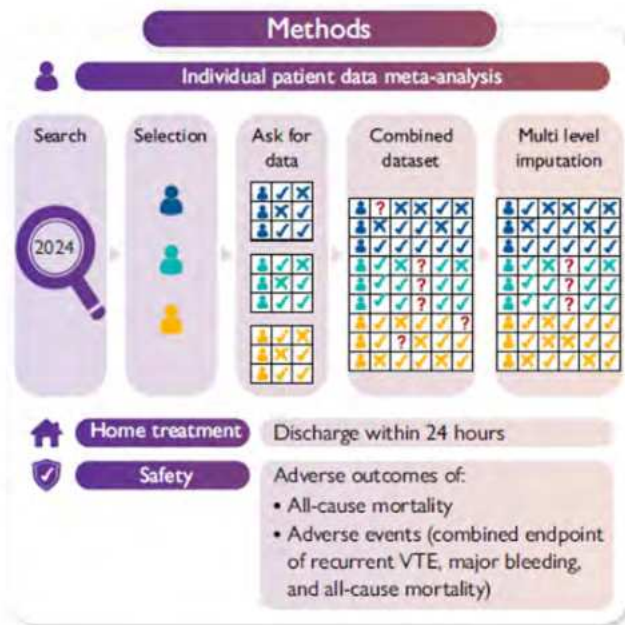 Methods
Individual patient data meta-analysis
Search
Selection
Ask for
data
Combined
dataset
Multi level
imputation
2024
?
?
?
?
?
?
?
?
?
Home treatment
Discharge within 24 hours
Safety
Adverse outcomes of:
• All-cause mortality
• Adverse events (combined endpoint
of recurrent VTE, major bleeding,
and all-cause mortality)